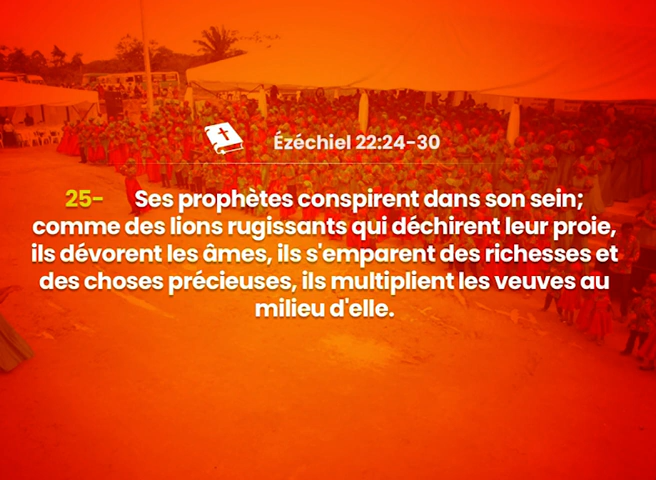 Ézéchiel 22:24-30
25- Ses prophètes conspirent dans son sein;
comme des lions rugissants qui déchirent leur proie,
ils dévorent les âmes, ils s'emparent des richesses et
des choses précieuses, ils multiplient les veuves au
milieu d'elle.